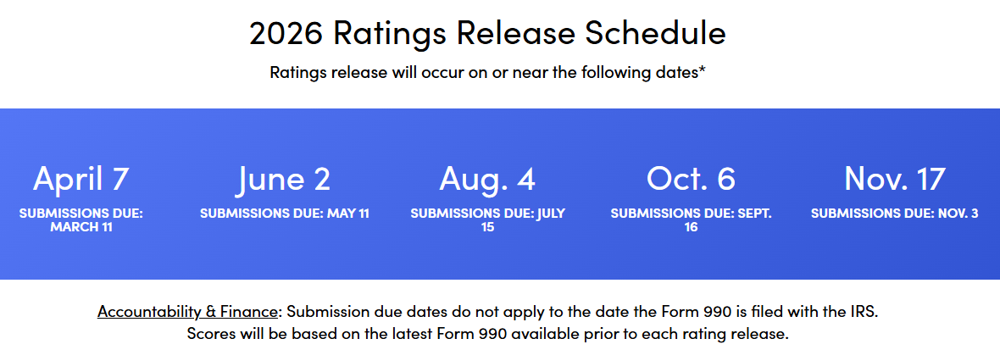 2026 Ratings Release Schedule
Ratings release will occur on or near the following dates*
April 7
SUBMISSIONS DUE:
MARCH 11
June 2
SUBMISSIONS DUE: MAY 11
Aug. 4
SUBMISSIONS DUE: JULY
15
Oct. 6
SUBMISSIONS DUE: SEPT.
16
Nov. 17
SUBMISSIONS DUE: NOV. 3
Accountability & Finance: Submission due dates do not apply to the date the Form 990 is filed with the IRS.
Scores will be based on the latest Form 990 available prior to each rating release.